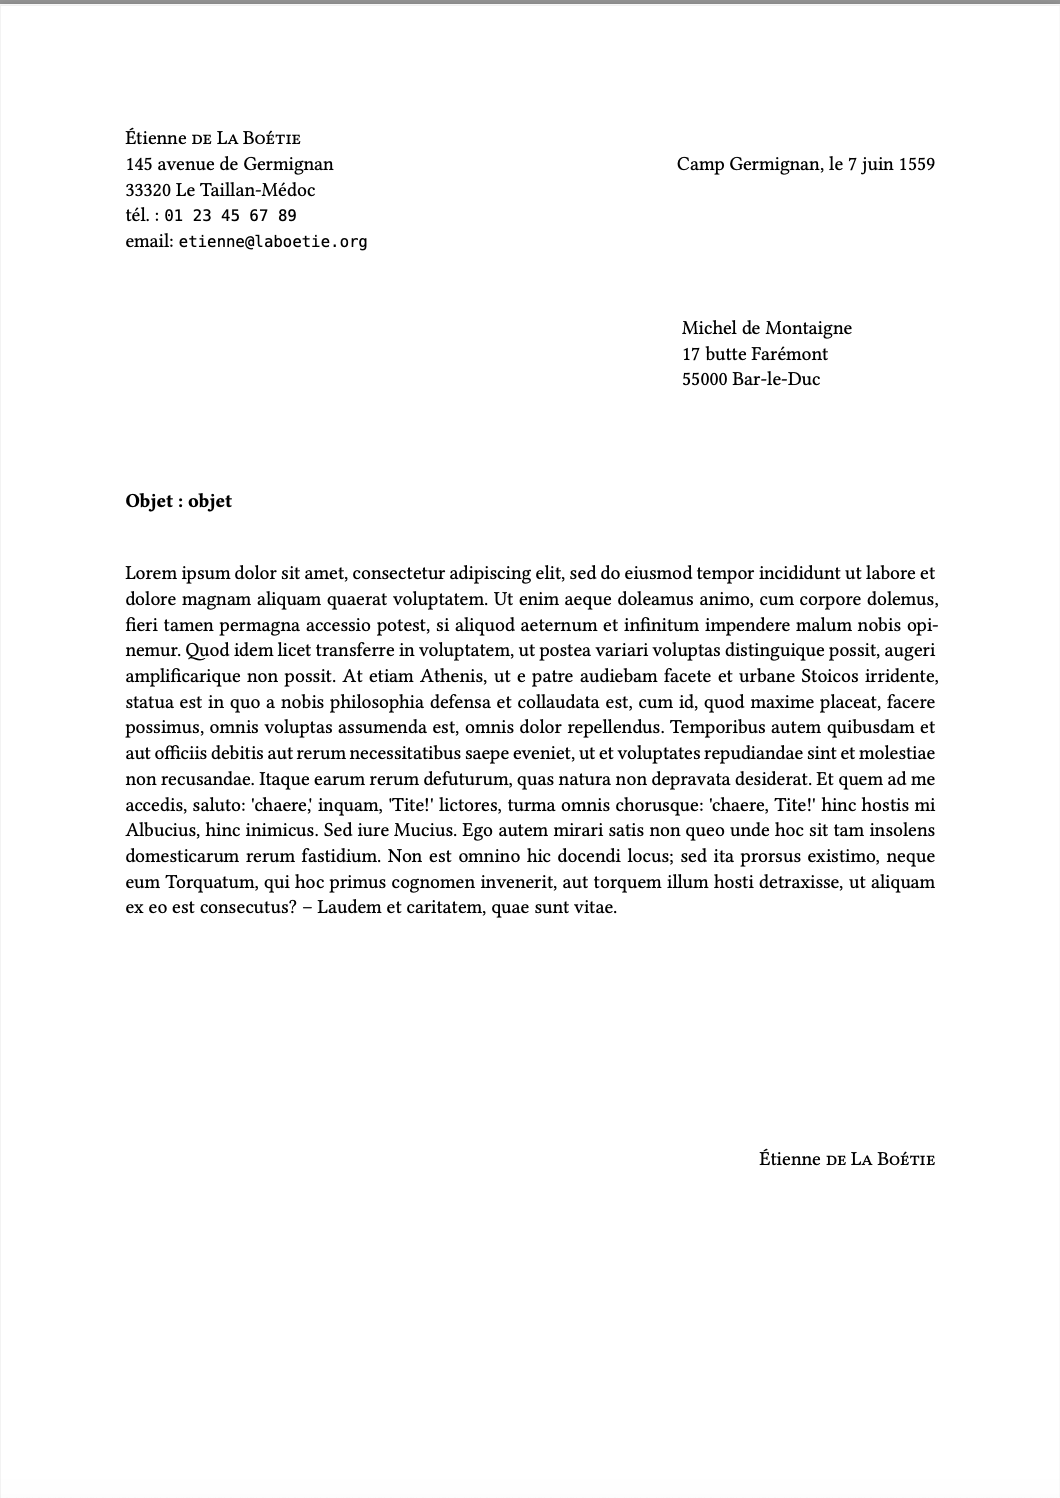 Étienne DE LA BOÉTIE
145 avenue de Germignan
Camp Germignan, le 7 juin 1559
33320 Le Taillan-Médoc
tél. : 01 23 45 67 89
email: etienne@laboetie.org
Michel de Montaigne
17 butte Farémont
55000 Bar-le-Duc
Objet : objet
Lorem ipsum dolor sit amet, consectetur adipiscing elit, sed do eiusmod tempor incididunt ut labore et
dolore magnam aliquam quaerat voluptatem. Ut enim aeque doleamus animo, cum corpore dolemus,
fieri tamen permagna accessio potest, si aliquod aeternum et infinitum impendere malum nobis opi-
nemur. Quod idem licet transferre in voluptatem, ut postea variari voluptas distinguique possit, augeri
amplificarique non possit. At etiam Athenis, ut e patre audiebam facete et urbane Stoicos irridente,
statua est in quo a nobis philosophia defensa et collaudata est, cum id, quod maxime placeat, facere
possimus, omnis voluptas assumenda est, omnis dolor repellendus. Temporibus autem quibusdam et
aut officiis debitis aut rerum necessitatibus saepe eveniet, ut et voluptates repudiandae sint et molestiae
non recusandae. Itaque earum rerum defuturum, quas natura non depravata desiderat. Et quem ad me
accedis, saluto: 'chaere,' inquam, 'Tite!' lictores, turma omnis chorusque: 'chaere, Tite!' hinc hostis mi
Albucius, hinc inimicus. Sed iure Mucius. Ego autem mirari satis non queo unde hoc sit tam insolens
domesticarum rerum fastidium. Non est omnino hic docendi locus; sed ita prorsus existimo, neque
eum Torquatum, qui hoc primus cognomen invenerit, aut torquem illum hosti detraxisse, ut aliquam
ex eo est consecutus? – Laudem et caritatem, quae sunt vitae.
Étienne DE LA BOÉTIE